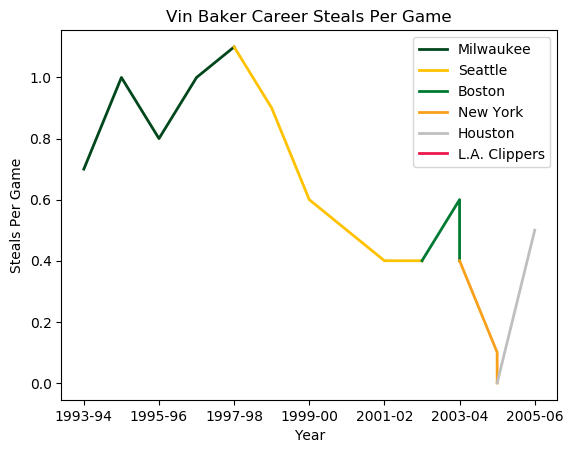 Vin Baker Career Steals Per Game
Milwaukee
Seattle
Boston
New York
Houston
L.A. Clippers
Steals Per Game
1.0
0.8
0.6
0.4
0.2
0.0
1993-94 1995-96 1997-98 1999-00 2001-02 2003-04 2005-06
Year